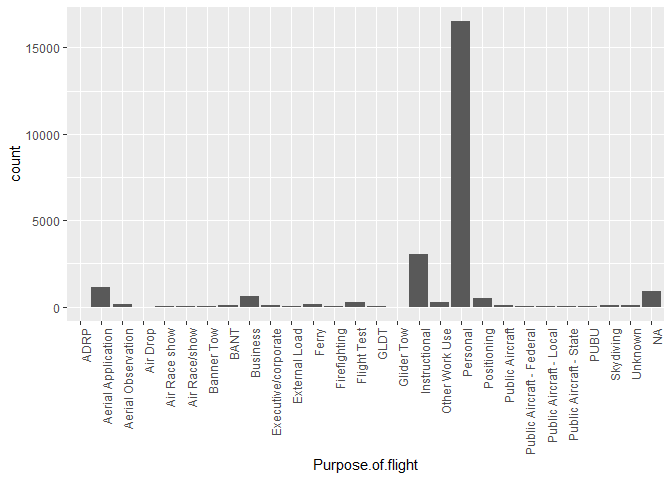 count
15000
10000
5000
0
ADRP
Aerial Application
Aerial Observation
Air Drop
Air Race show
Air Race/show
Banner Tow
BANT
Business
Executive/corporate
External Load
Ferry
Firefighting
Flight Test
GLDT
Glider Tow
Instructional
Other Work Use
Personal
Positioning
Public Aircraft
Public Aircraft - Federal
Public Aircraft - Local
Public Aircraft - State
PUBU
Skydiving
Unknown
NA
Purpose.of.flight